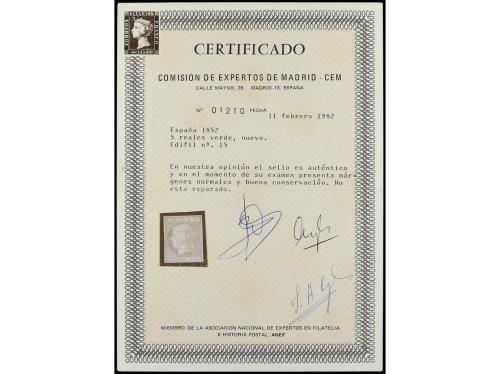 CERTIFICADO
COMISION DE EXPERTOS DE MADRID - CEM
CALLE MAYOR, 29. MADRID-13, ESPAÑA
Nº 01210 FECHA 11 febrero 1982
España 1852
5 reales verde, nuevo.
Edifil nº. 15
En nuestra opinión el sello es auténtico
y en el momento de su examen presenta már-
genes normales y buena conservación. No
esta reparado.
MIEMBRO DE LA ASOCIACION NACIONAL DE EXPERTOS EN FILATELIA
E HISTORIA POSTAL. ANEF